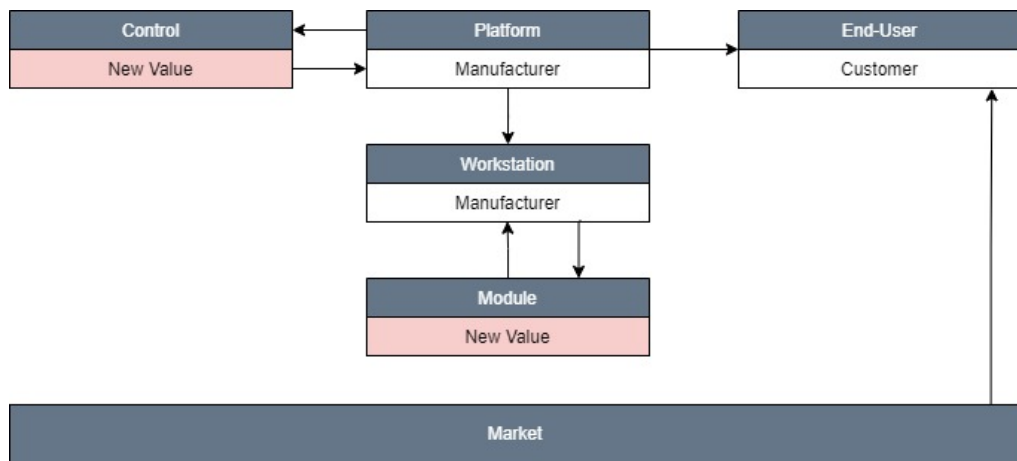 Control
New Value
Platform
Manufacturer
End-User
Customer
Workstation
Manufacturer
Module
New Value
Market